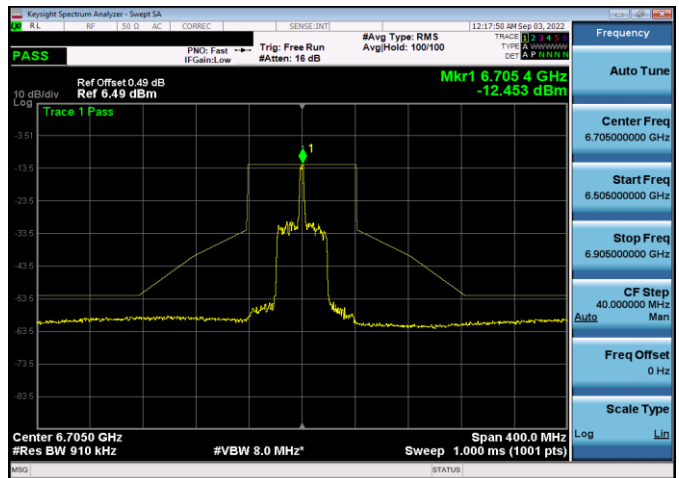 Keysight Spectrum Analyzer - Swept SA
RL RF 50 Ω AC CORREC SENSE:INT 12:17:50 AM Sep 03, 2022
PASS
PNO: Fast
IFGain:Low
Trig: Free Run
#Atten: 16 dB
#Avg Type: RMS
Avg|Hold: 100/100
TRACE 1 2 3 4 5 6
TYPE A WWWWW
DET A P N N N N
Ref Offset 0.49 dB
10 dB/div Ref 6.49 dBm
Log
Mkr1 6.705 4 GHz
-12.453 dBm
Trace 1 Pass
1
-3.51
-13.5
-23.5
-33.5
-43.5
-53.5
-63.5
-73.5
-83.5
Center 6.7050 GHz Span 400.0 MHz
#Res BW 910 kHz #VBW 8.0 MHz* Sweep 1.000 ms (1001 pts)
MSG STATUS
Frequency
Auto Tune
Center Freq
6.705000000 GHz
Start Freq
6.505000000 GHz
Stop Freq
6.905000000 GHz
CF Step
40.000000 MHz
Auto Man
Freq Offset
0 Hz
Scale Type
Log Lin